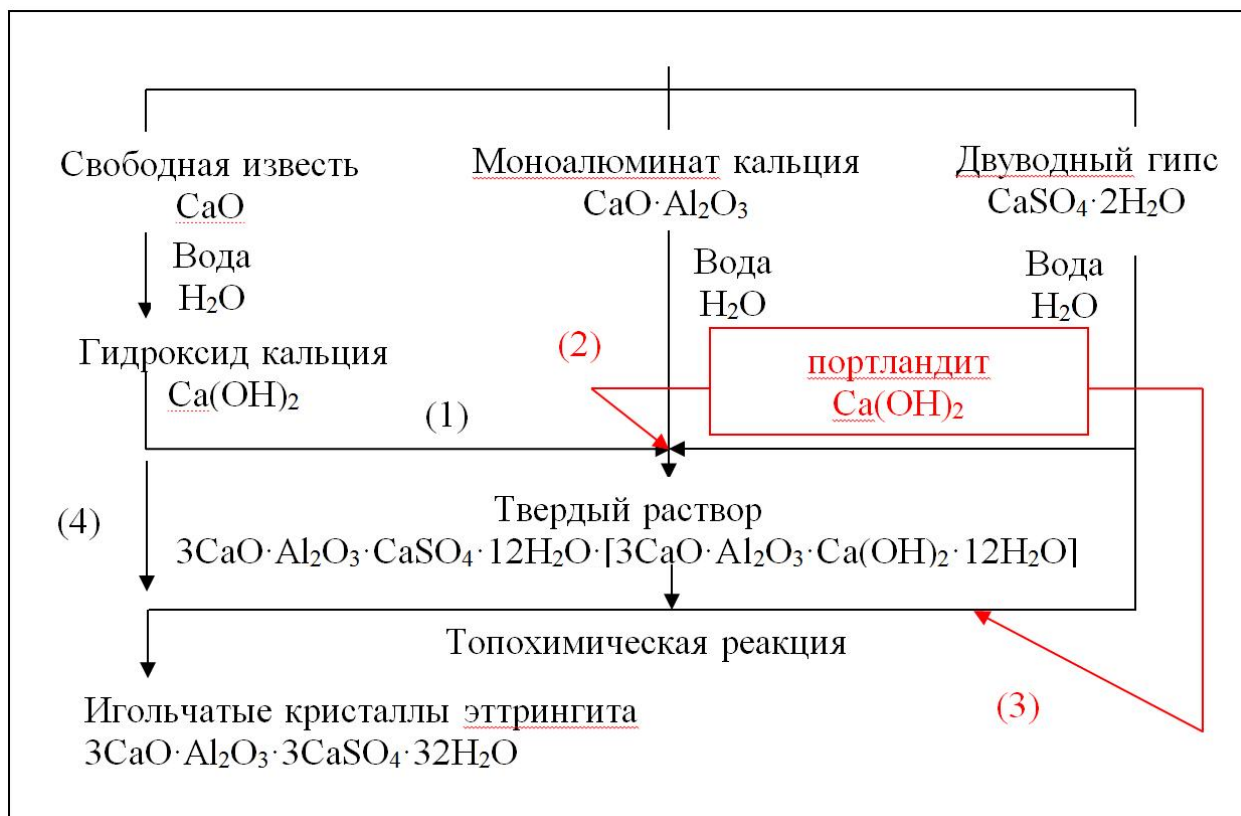 Свободная известь
CaO
Вода
H₂O
Гидроксид кальция
Ca(OH)₂
Моноалюминат кальция
CaO·Al₂O₃
Вода
H₂O
Двуводный гипс
CaSO₄·2H₂O
Вода
H₂O
(2)
портландит
Ca(OH)₂
(1)
(4)
Твердый раствор
3CaO·Al₂O₃·CaSO₄·12H₂O·⌈3CaO·Al₂O₃·Ca(OH)₂·12H₂O⌉
Топохимическая реакция
(3)
Игольчатые кристаллы эттрингита
3CaO·Al₂O₃·3CaSO₄·32H₂O